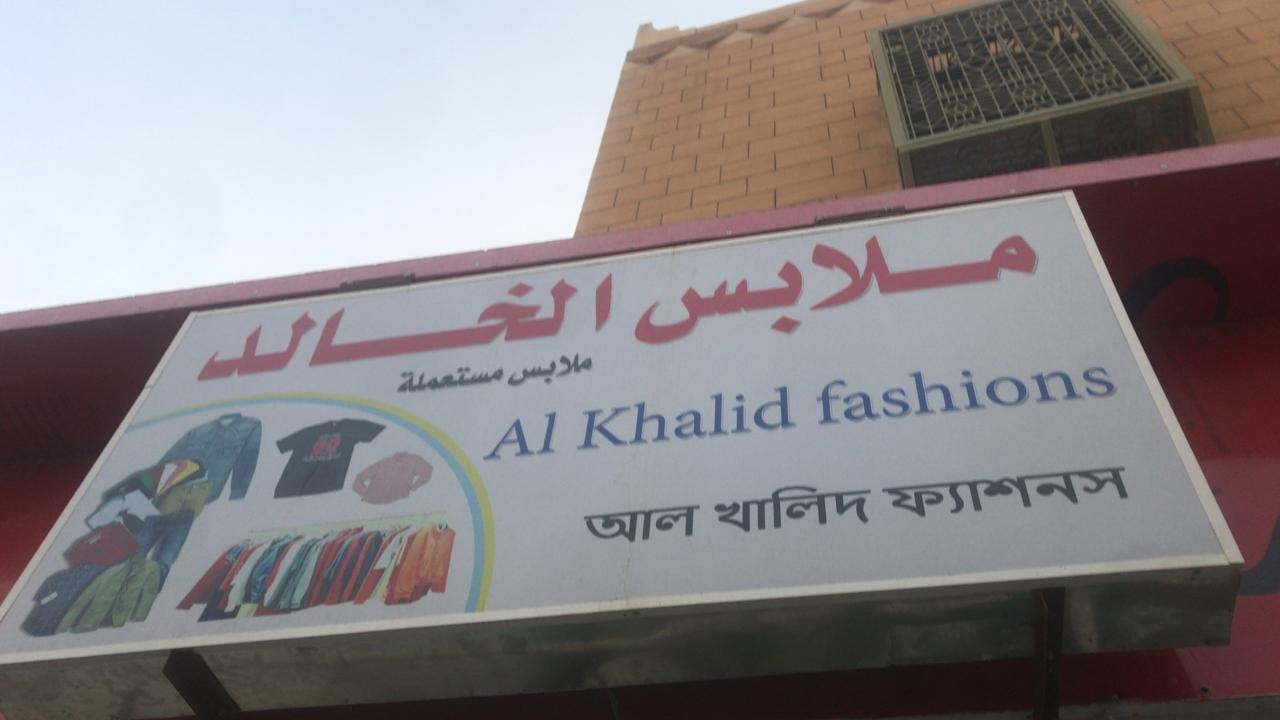 ملابس الخالد
ملابس مستعملة
Al Khalid fashions
আল খালিদ ফ্যাশনস